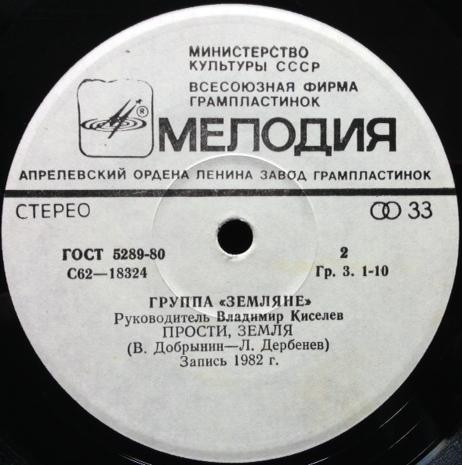 МИНИСТЕРСТВО
КУЛЬТУРЫ СССР
ВСЕСОЮЗНАЯ ФИРМА
ГРАМПЛАСТИНОК
®
МЕЛОДИЯ
АПРЕЛЕВСКИЙ ОРДЕНА ЛЕНИНА ЗАВОД ГРАМПЛАСТИНОК
СТЕРЕО 33
ГОСТ 5289-80 2
С62—18324 Гр. 3. 1-10
ГРУППА «ЗЕМЛЯНЕ»
Руководитель Владимир Киселев
ПРОСТИ, ЗЕМЛЯ
(В. Добрынин—Л. Дербенев)
Запись 1982 г.